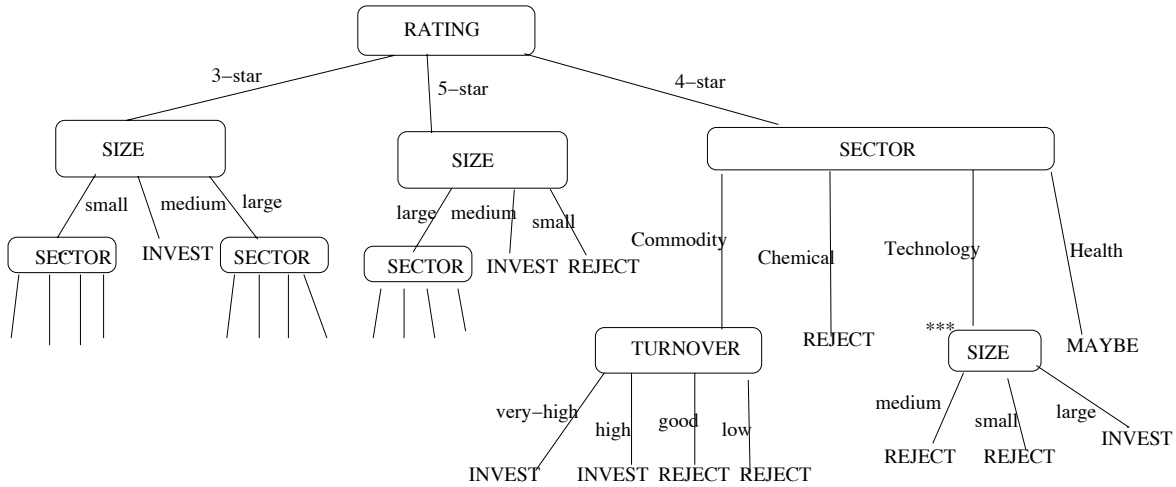 RATING
3−star
5−star
4−star
SIZE
SIZE
SECTOR
small
medium
large
large
medium
small
Commodity
Chemical
Technology
Health
SECTOR
INVEST
SECTOR
SECTOR
INVEST
REJECT
***
REJECT
MAYBE
TURNOVER
SIZE
very−high
high
good
low
medium
small
large
INVEST
INVEST
REJECT
REJECT
REJECT
REJECT
INVEST